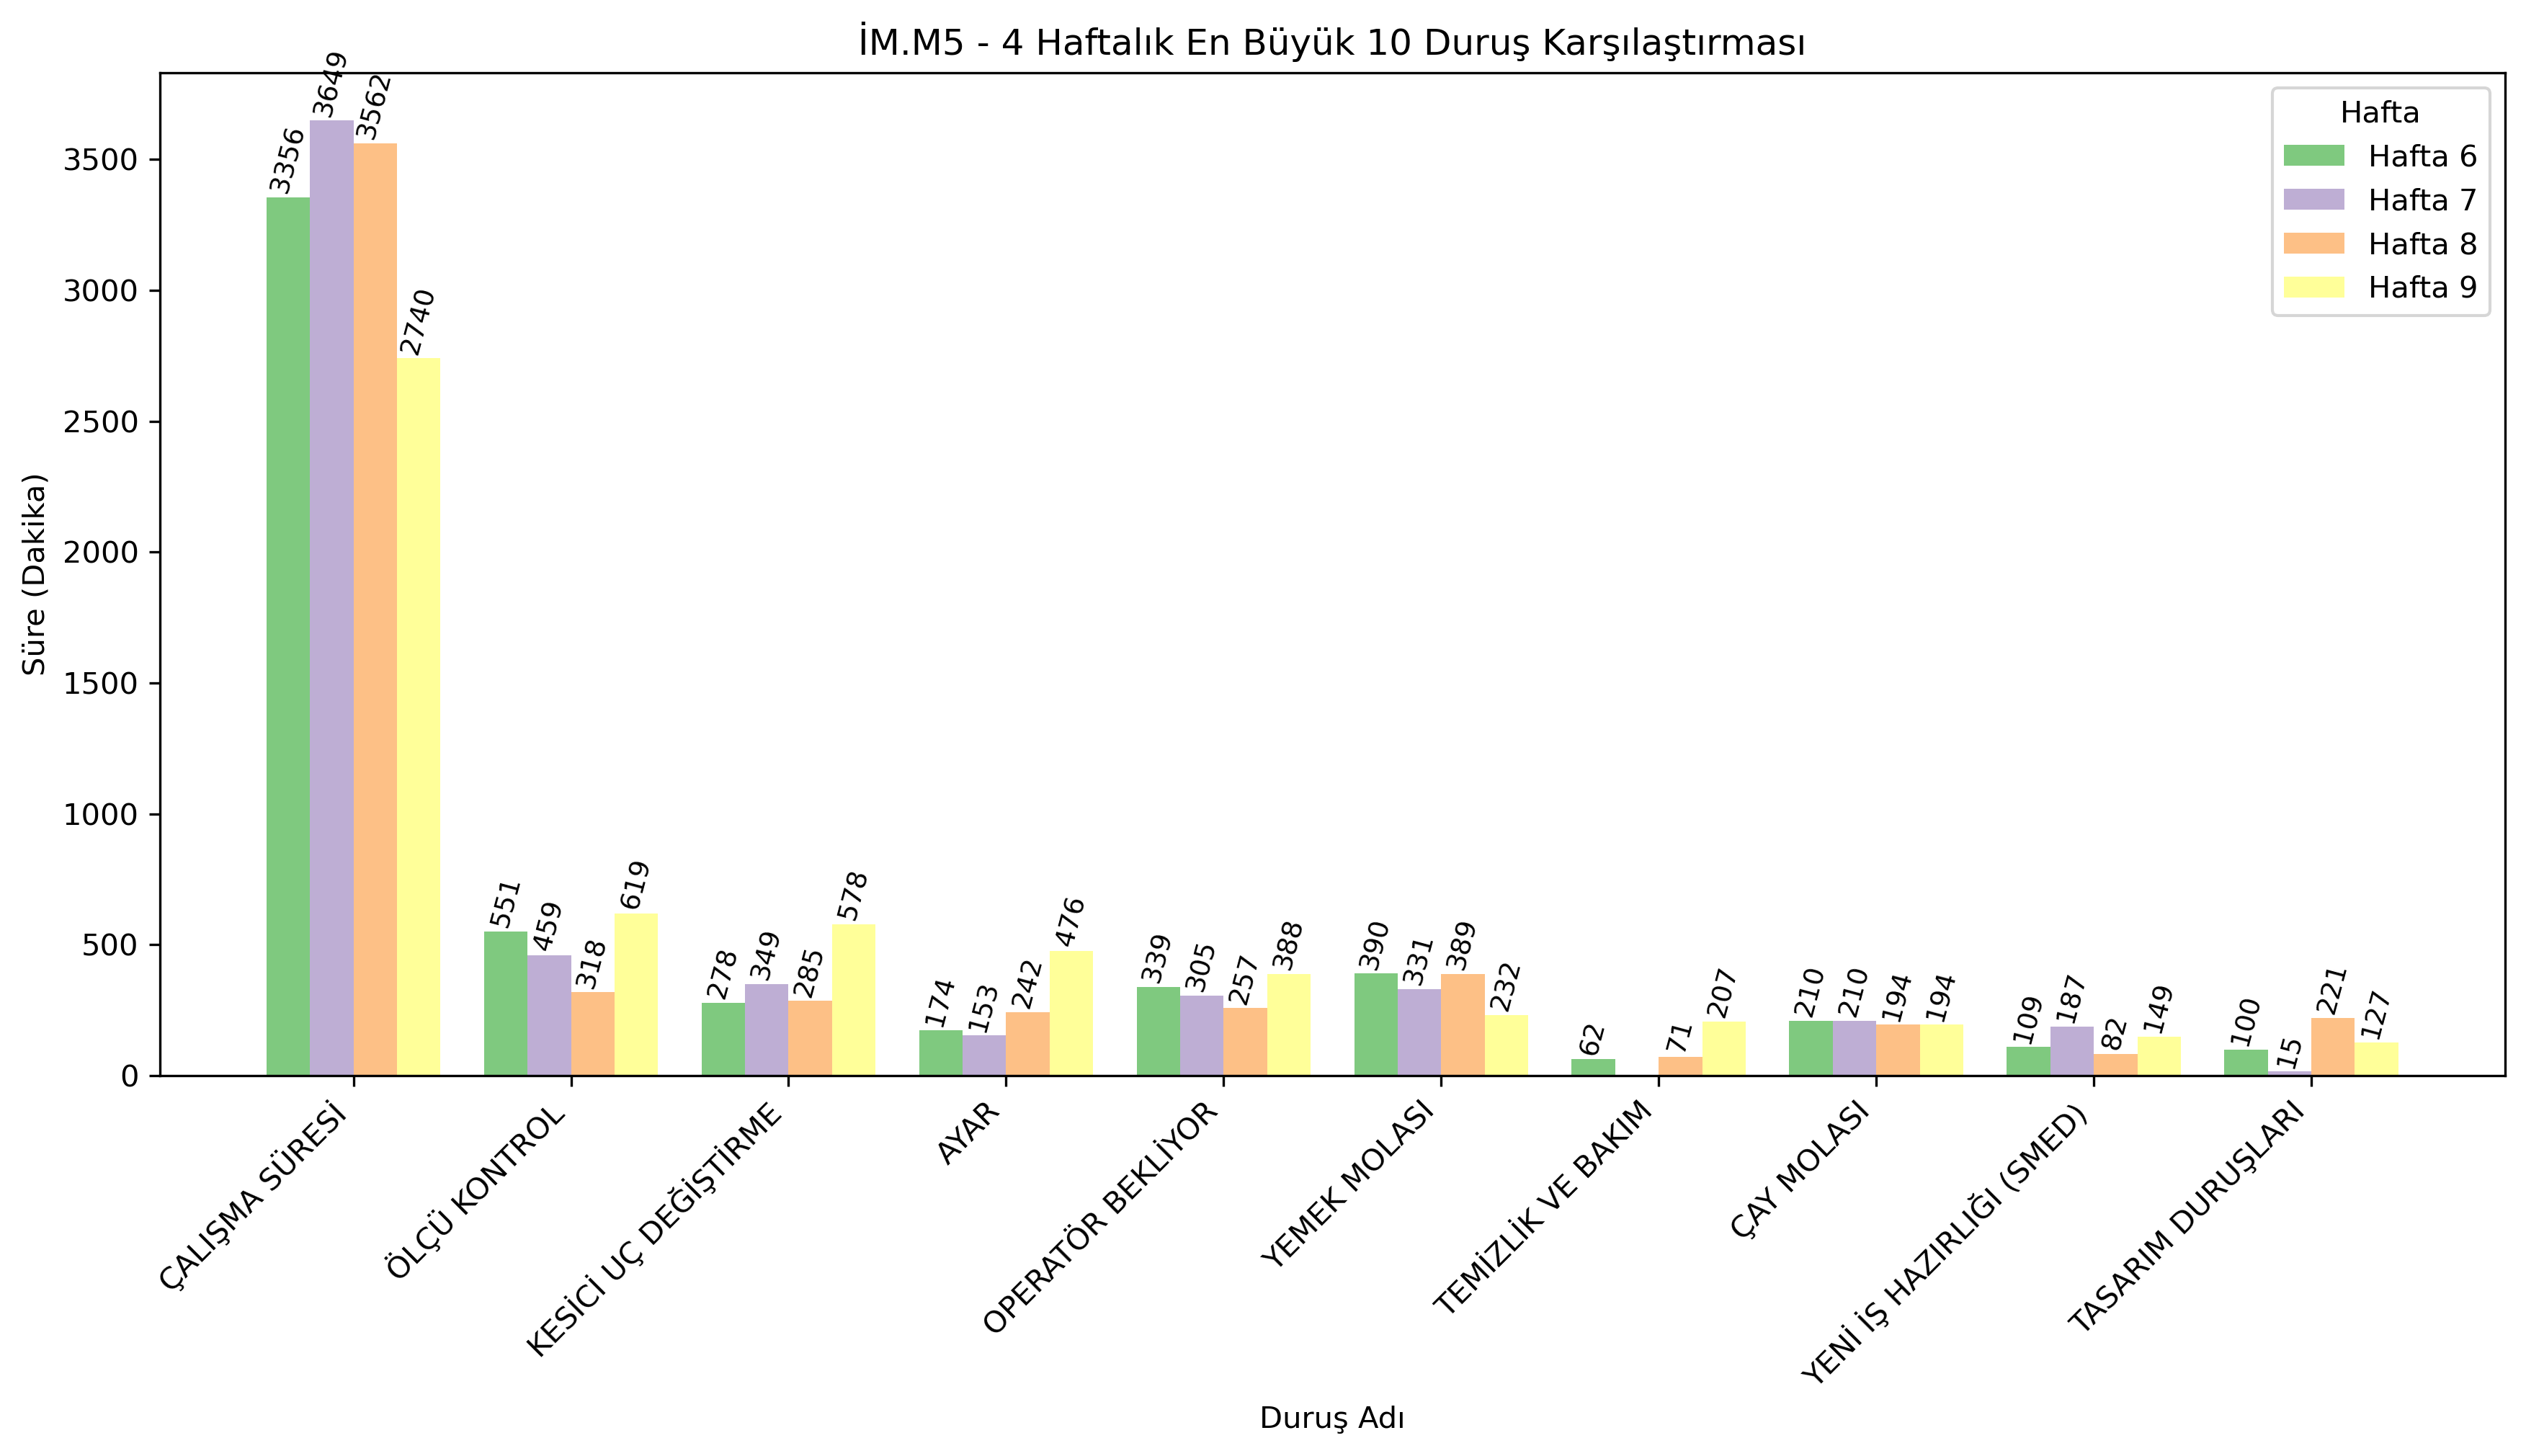 İM.M5 - 4 Haftalık En Büyük 10 Duruş Karşılaştırması
Süre (Dakika)
3500
3000
2500
2000
1500
1000
500
0
3356
3649
3562
2740
551
459
318
619
278
349
285
578
174
153
242
476
339
305
257
388
390
331
389
232
62
71
207
210
210
194
194
109
187
82
149
100
15
221
127
Hafta
Hafta 6
Hafta 7
Hafta 8
Hafta 9
ÇALIŞMA SÜRESİ
ÖLÇÜ KONTROL
KESİCİ UÇ DEĞİŞTİRME
AYAR
OPERATÖR BEKLİYOR
YEMEK MOLASI
TEMİZLİK VE BAKIM
ÇAY MOLASI
YENİ İŞ HAZIRLIĞI (SMED)
TASARIM DURUŞLARI
Duruş Adı